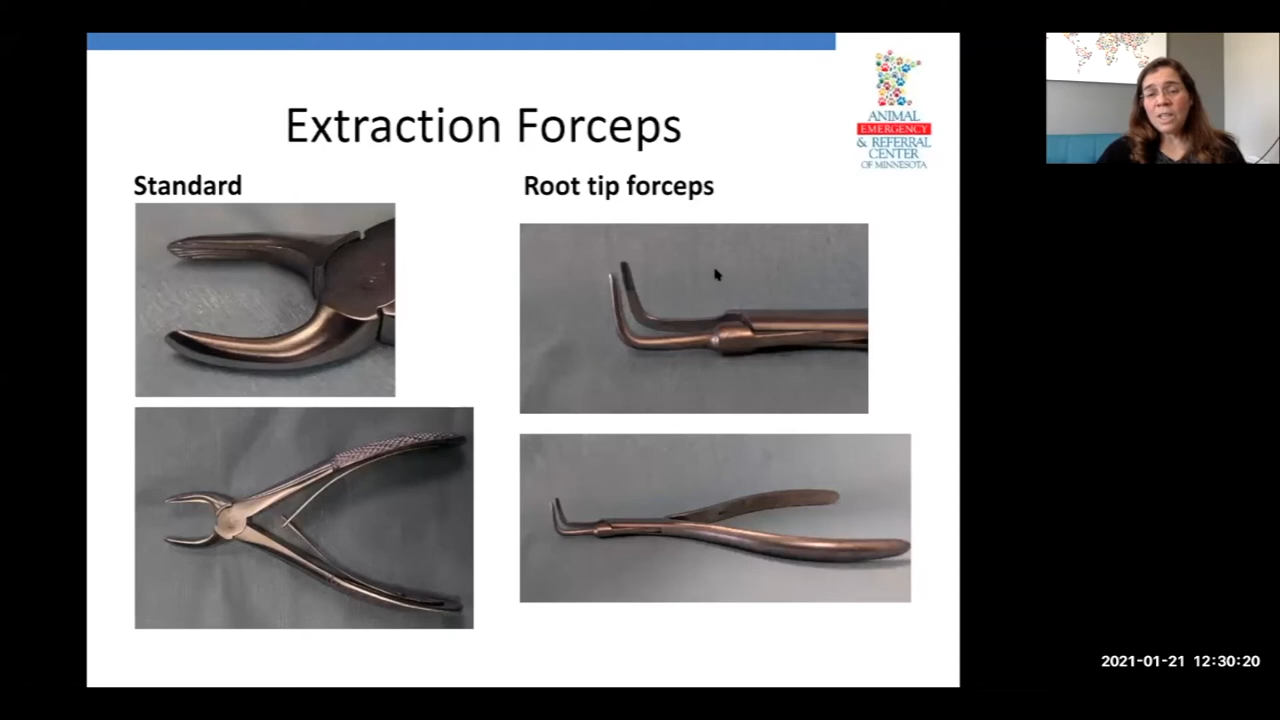 Extraction Forceps
ANIMAL
EMERGENCY
& REFERRAL
CENTER
OF MINNESOTA
Standard
Root tip forceps
2021-01-21 12:30:20